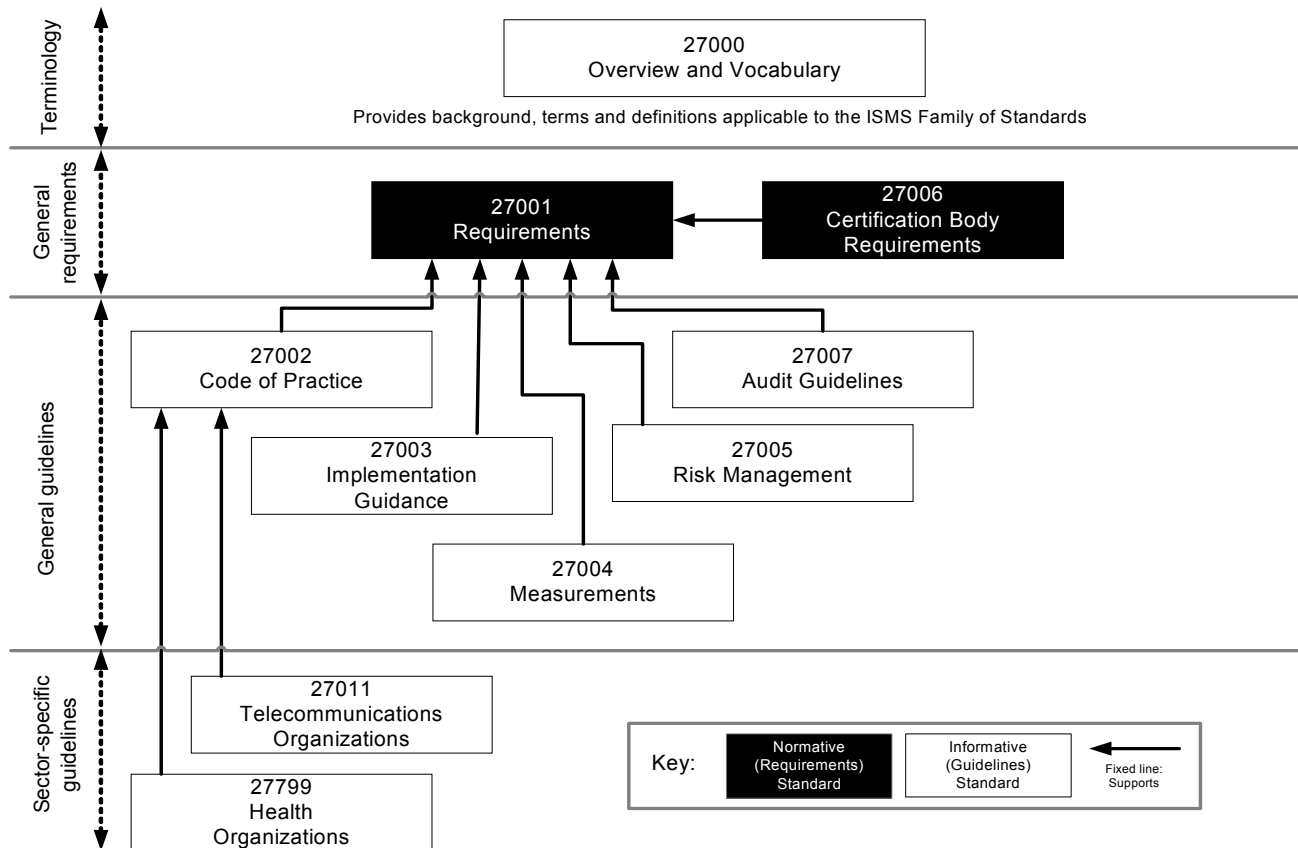 Terminology
27000
Overview and Vocabulary
Provides background, terms and definitions applicable to the ISMS Family of Standards
General
requirements
27001
Requirements
27006
Certification Body
Requirements
General guidelines
27002
Code of Practice
27007
Audit Guidelines
27003
Implementation
Guidance
27005
Risk Management
27004
Measurements
Sector-specific
guidelines
27011
Telecommunications
Organizations
27799
Health
Organizations
Key:
Normative
(Requirements)
Standard
Informative
(Guidelines)
Standard
Fixed line:
Supports